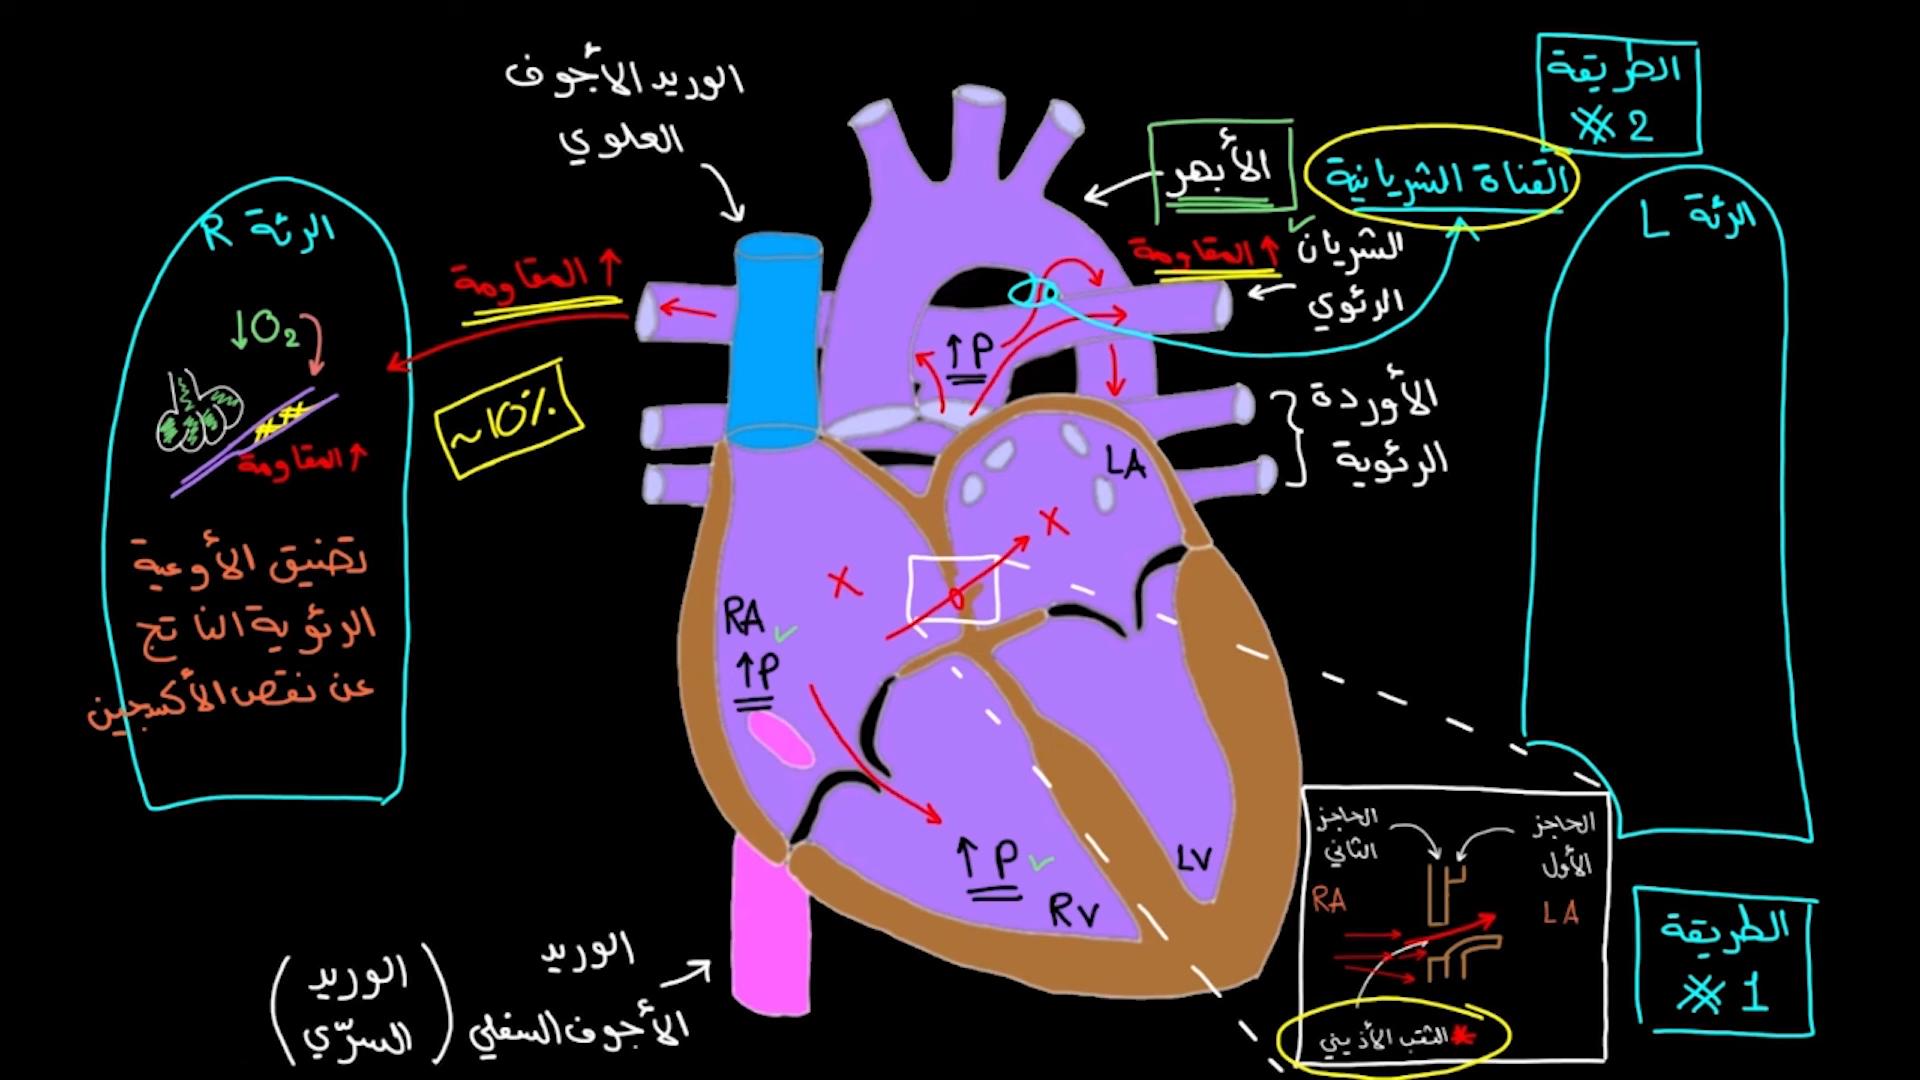 الوريد الأجوف
العلوي
الأبهر
القناة الشريانية
الطريقة
# 2
الرئة L
الرئة R
↓O₂
المقاومة ↑
تضيق الأوعية
الرئوية الناتج
عن نقص الأكسجين
المقاومة ↑
~10%
المقاومة ↑
الشريان
الرئوي
↑P
الأوردة
الرئوية
LA
X
X
RA
↑P
↑P
RV
LV
الوريد
الأجوف السفلي
(الوريد
السرّي)
الحاجز
الثاني
الحاجز
الأول
RA
LA
الثقب الأذيني *
الطريقة
# 1